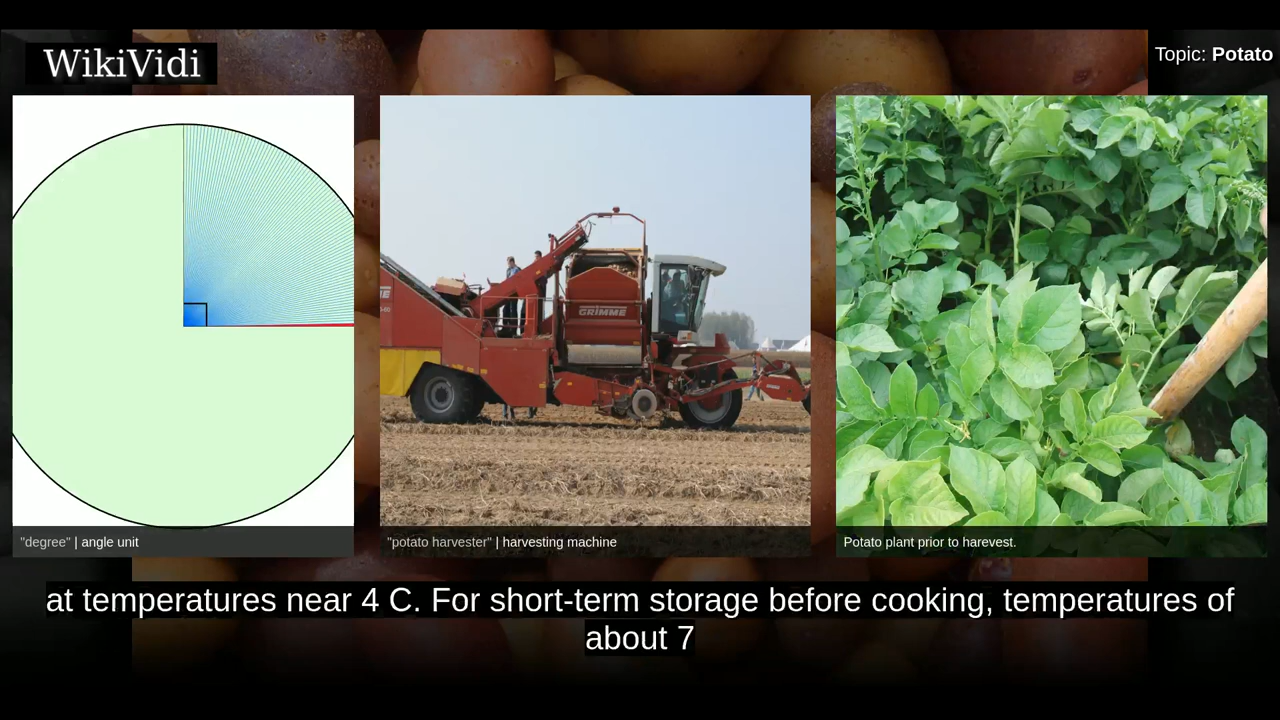 WikiVidi
Topic: Potato
GRIMME
"degree" | angle unit
"potato harvester" | harvesting machine
Potato plant prior to harevest.
at temperatures near 4 C. For short-term storage before cooking, temperatures of
about 7